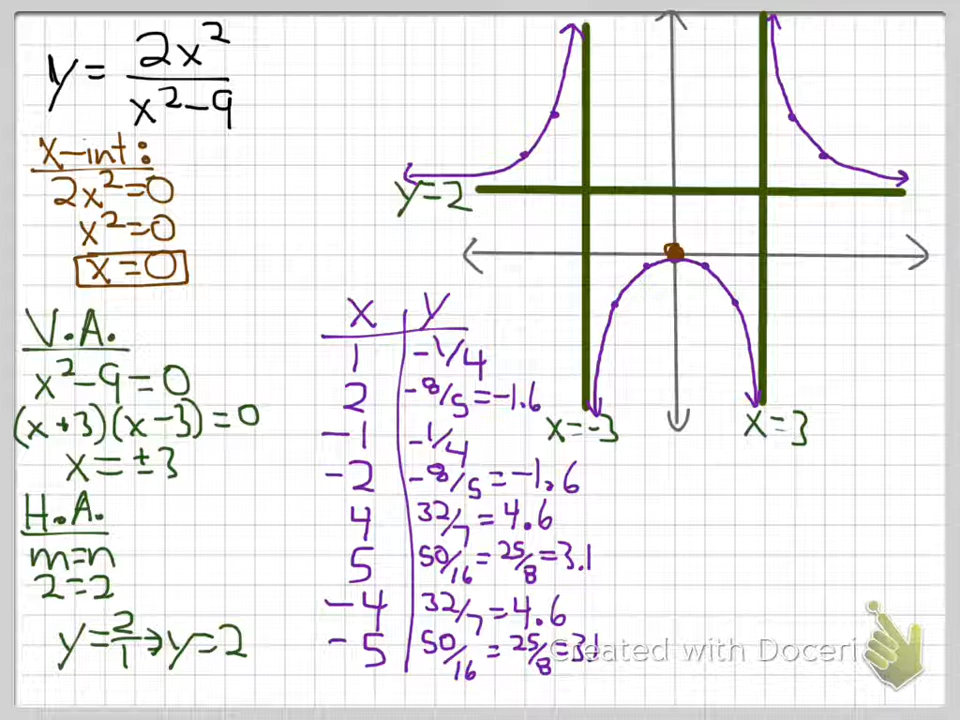 y = 2x²/(x²-9)
X-int:
2x²=0
x²=0
x=0
V.A.
x²-9=0
(x+3)(x-3)=0
x=±3
H.A.
m=n
2=2
y=2/1→y=2
x y
1 -1/4
2 -8/5=-1.6
-1 -1/4
-2 -8/5=-1.6
4 32/7=4.6
5 50/16=25/8=3.1
-4 32/7=4.6
-5 50/16=25/8=3.1
y=2
x=-3
x=3
Created with Doceri